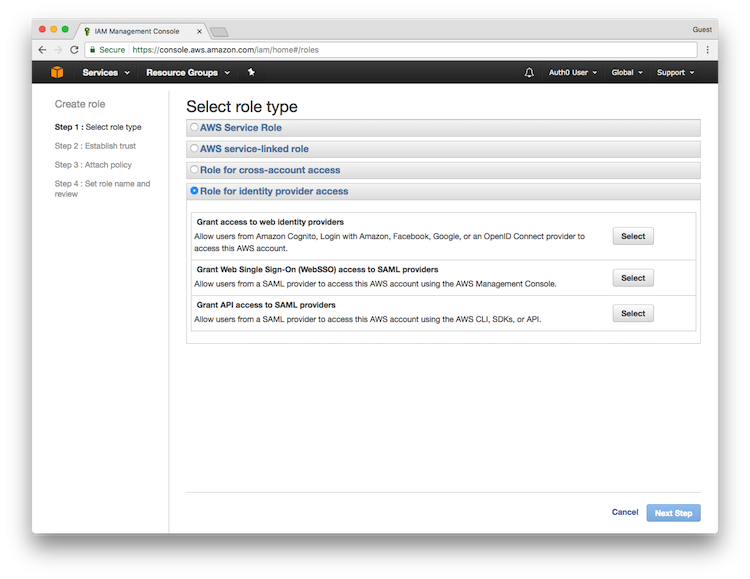 IAM Management Console
Guest
Secure https://console.aws.amazon.com/iam/home#/roles
Services Resource Groups Auth0 User Global Support
Create role
Step 1 : Select role type
Step 2 : Establish trust
Step 3 : Attach policy
Step 4 : Set role name and
review
Select role type
AWS Service Role
AWS service-linked role
Role for cross-account access
Role for identity provider access
Grant access to web identity providers
Allow users from Amazon Cognito, Login with Amazon, Facebook, Google, or an OpenID Connect provider to
access this AWS account.
Select
Grant Web Single Sign-On (WebSSO) access to SAML providers
Allow users from a SAML provider to access this AWS account using the AWS Management Console.
Select
Grant API access to SAML providers
Allow users from a SAML provider to access this AWS account using the AWS CLI, SDKs, or API.
Select
Cancel Next Step